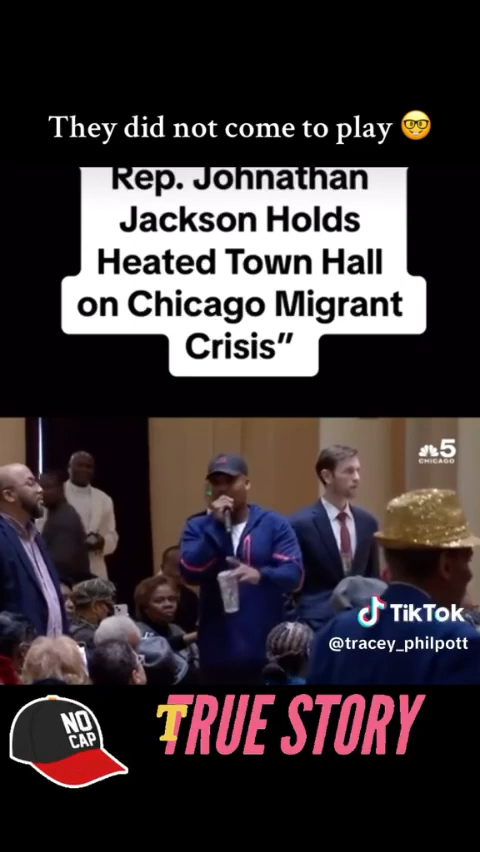 They did not come to play 🤓
Rep. Johnathan
Jackson Holds
Heated Town Hall
on Chicago Migrant
Crisis”
5
CHICAGO
TikTok
@tracey_philpott
NO
CAP
TRUE STORY